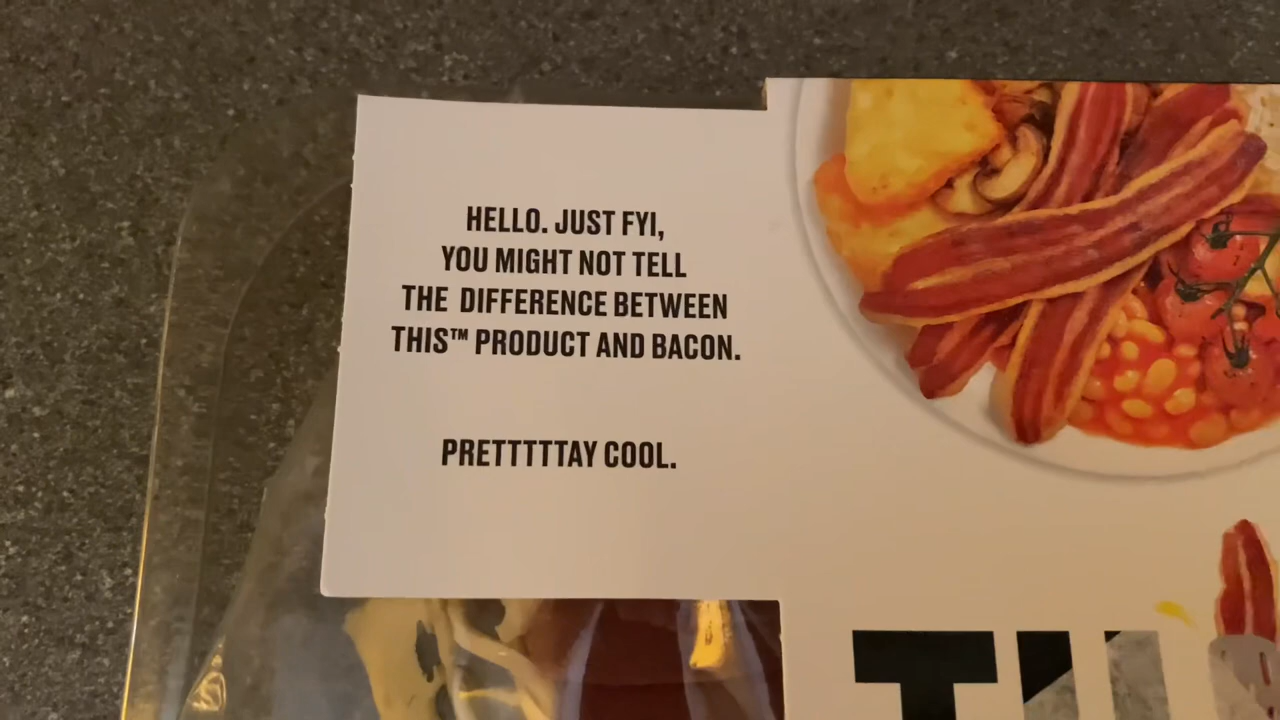 HELLO. JUST FYI,
YOU MIGHT NOT TELL
THE DIFFERENCE BETWEEN
THIS™ PRODUCT AND BACON.
PRETTTTTAY COOL.